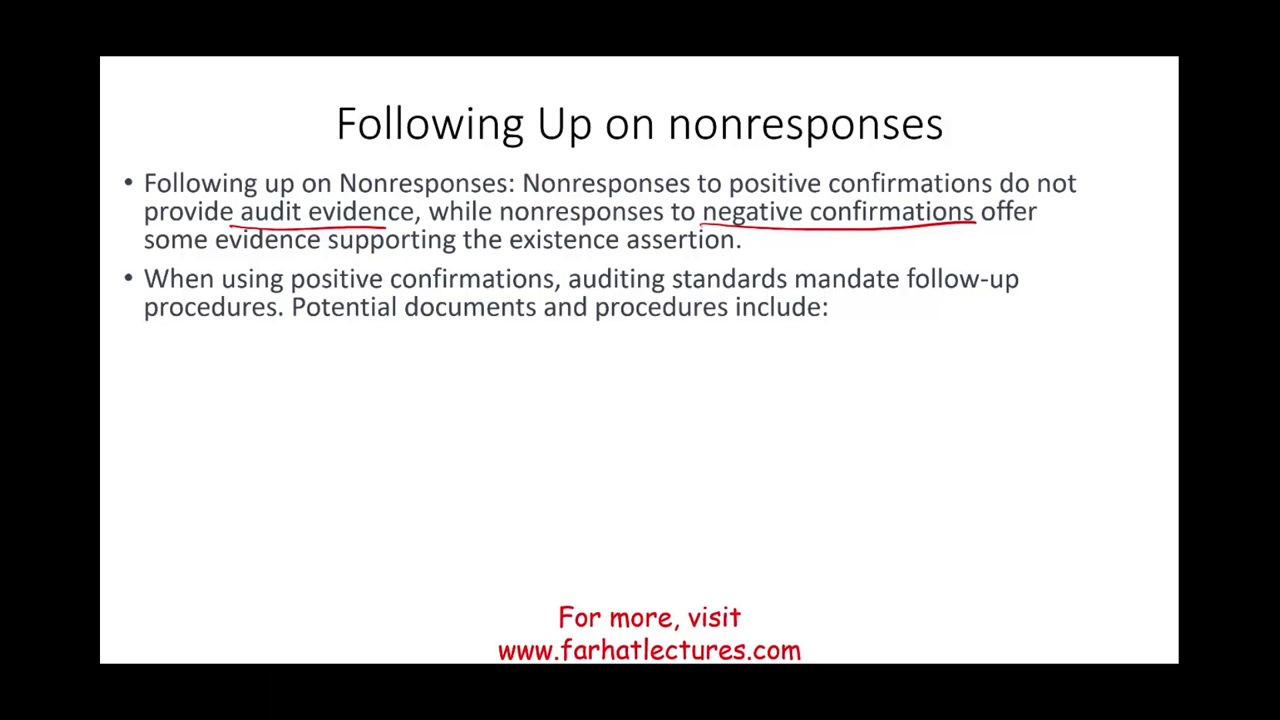 Following Up on nonresponses
• Following up on Nonresponses: Nonresponses to positive confirmations do not
provide audit evidence, while nonresponses to negative confirmations offer
some evidence supporting the existence assertion.
• When using positive confirmations, auditing standards mandate follow-up
procedures. Potential documents and procedures include:
For more, visit
www.farhatlectures.com